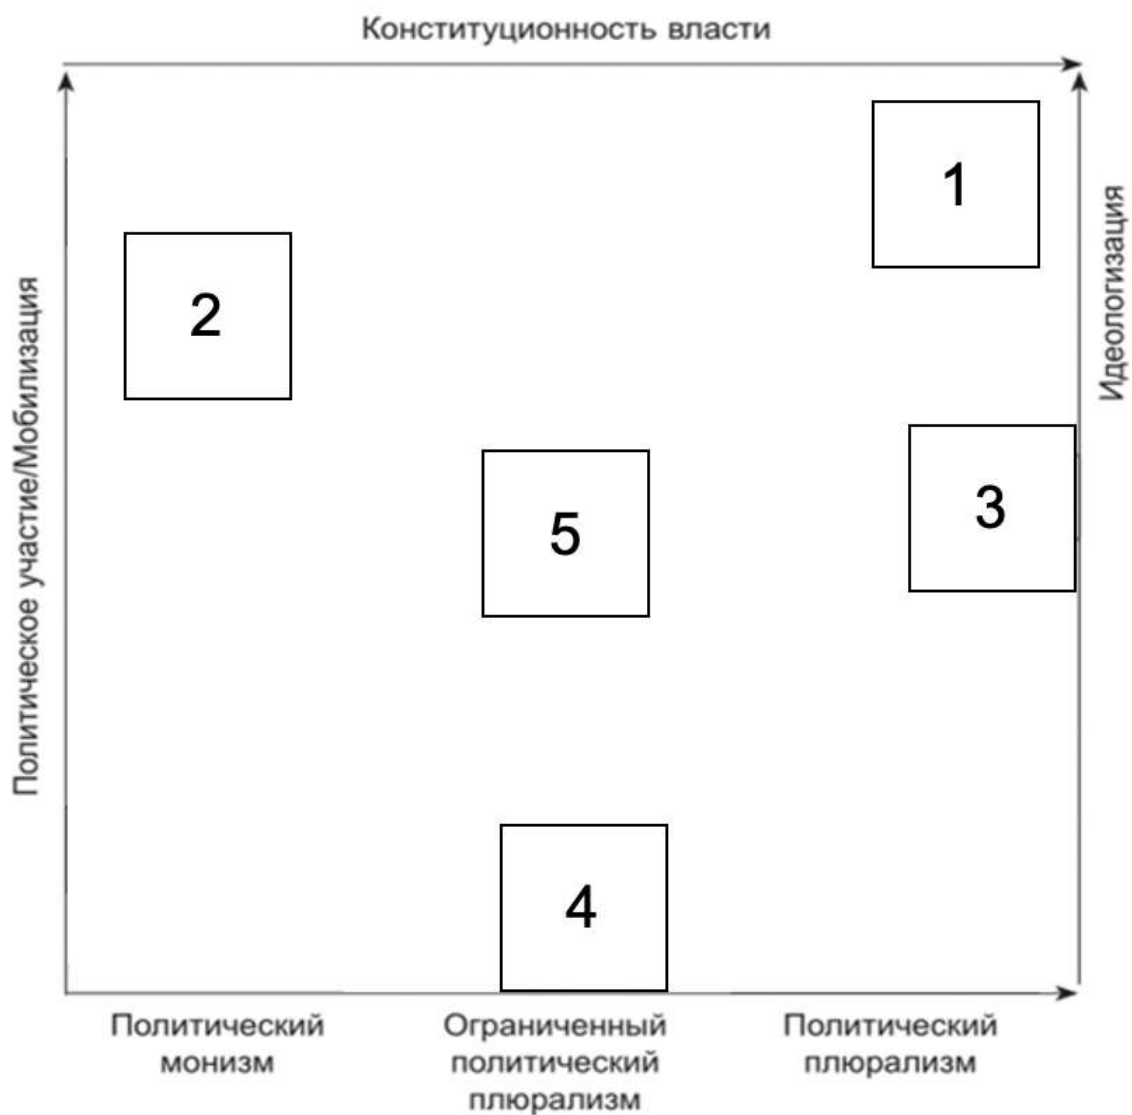 Конституционность власти
1
2
3
5
4
Политическое участие/Мобилизация
Идеологизация
Политический
монизм
Ограниченный
политический
плюрализм
Политический
плюрализм